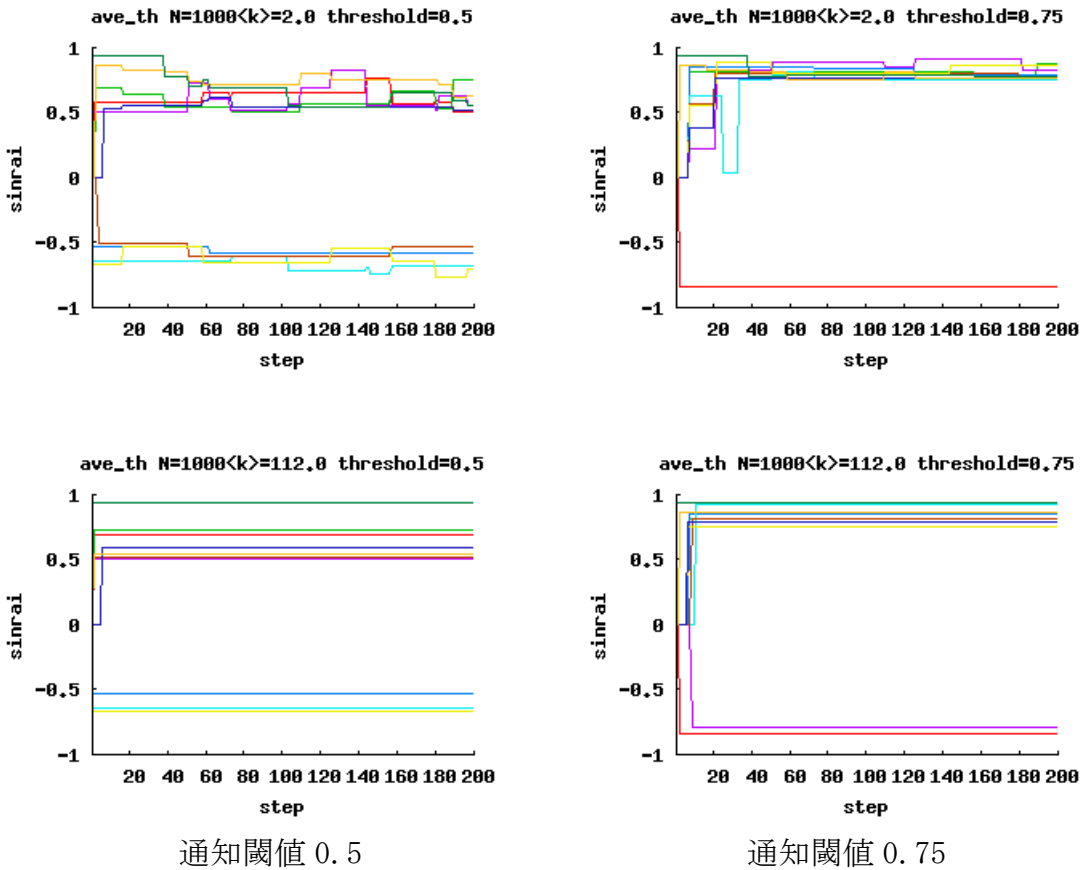 ave_th N=1000<k>=2.0 threshold=0.5
1
0.5
0
-0.5
-1
sinrai
20 40 60 80 100 120 140 160 180 200
step
ave_th N=1000<k>=2.0 threshold=0.75
1
0.5
0
-0.5
-1
sinrai
20 40 60 80 100 120 140 160 180 200
step
ave_th N=1000<k>=112.0 threshold=0.5
1
0.5
0
-0.5
-1
sinrai
20 40 60 80 100 120 140 160 180 200
step
ave_th N=1000<k>=112.0 threshold=0.75
1
0.5
0
-0.5
-1
sinrai
20 40 60 80 100 120 140 160 180 200
step
通知閾値 0.5
通知閾値 0.75